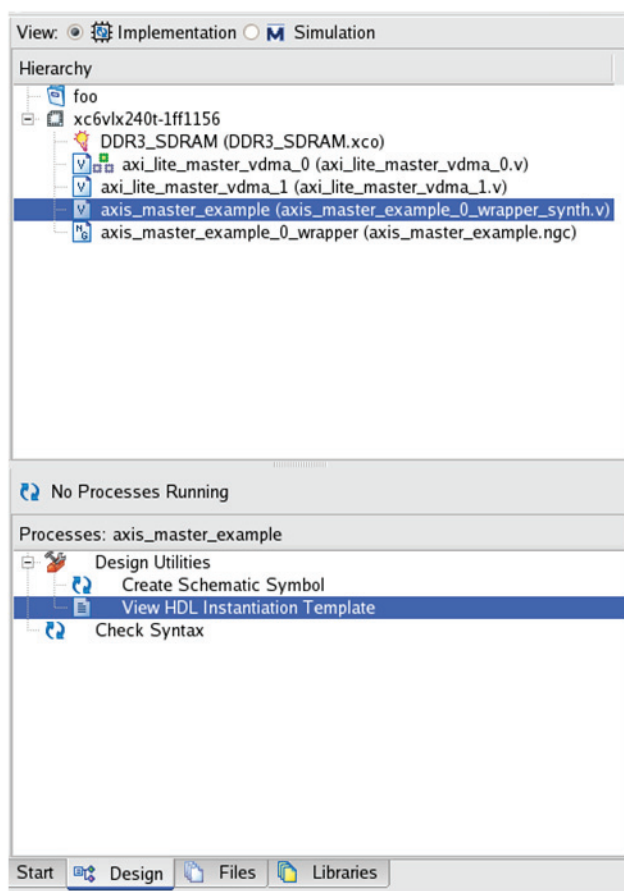 View: Implementation Simulation
Hierarchy
foo
xc6vlx240t-1ff1156
DDR3_SDRAM (DDR3_SDRAM.xco)
axi_lite_master_vdma_0 (axi_lite_master_vdma_0.v)
axi_lite_master_vdma_1 (axi_lite_master_vdma_1.v)
axis_master_example (axis_master_example_0_wrapper_synth.v)
axis_master_example_0_wrapper (axis_master_example.ngc)
No Processes Running
Processes: axis_master_example
Design Utilities
Create Schematic Symbol
View HDL Instantiation Template
Check Syntax
Start Design Files Libraries